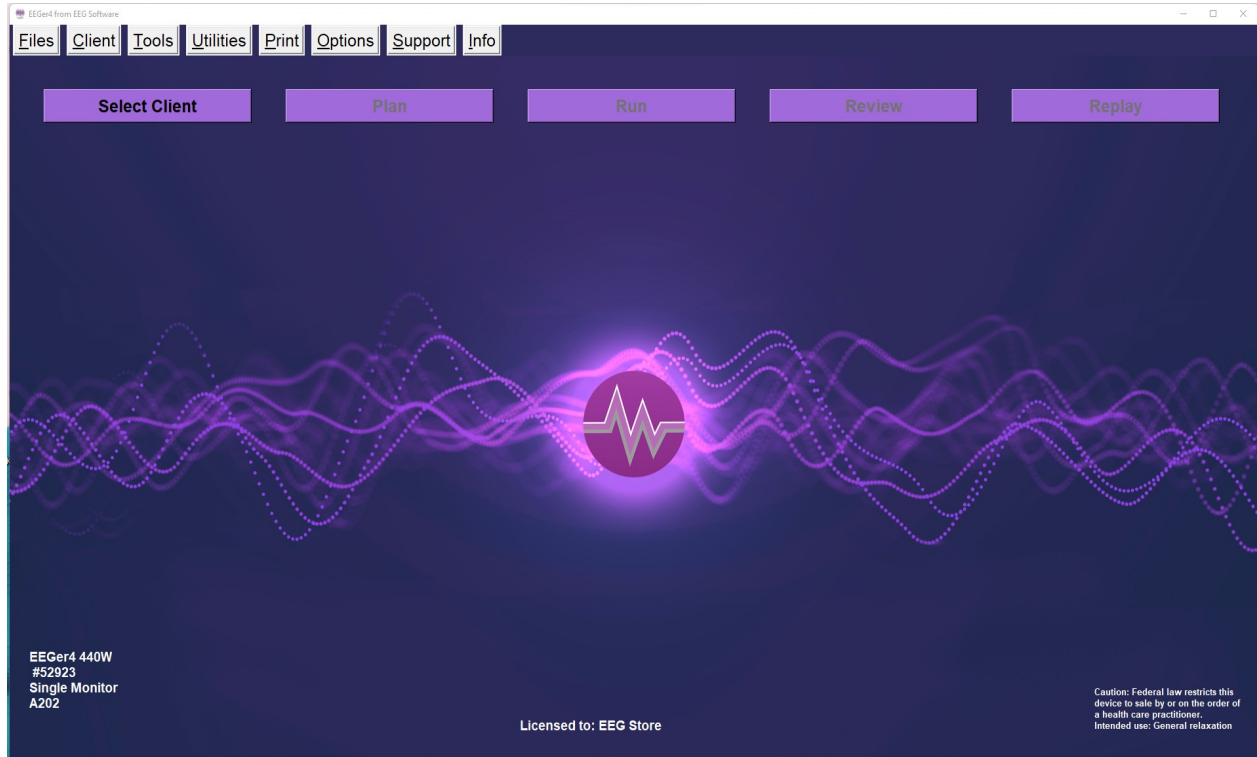 EEGer4 from EEG Software
Files Client Tools Utilities Print Options Support Info
Select Client Plan Run Review Replay
EEGer4 440W
#52923
Single Monitor
A202
Licensed to: EEG Store
Caution: Federal law restricts this
device to sale by or on the order of
a health care practitioner.
Intended use: General relaxation